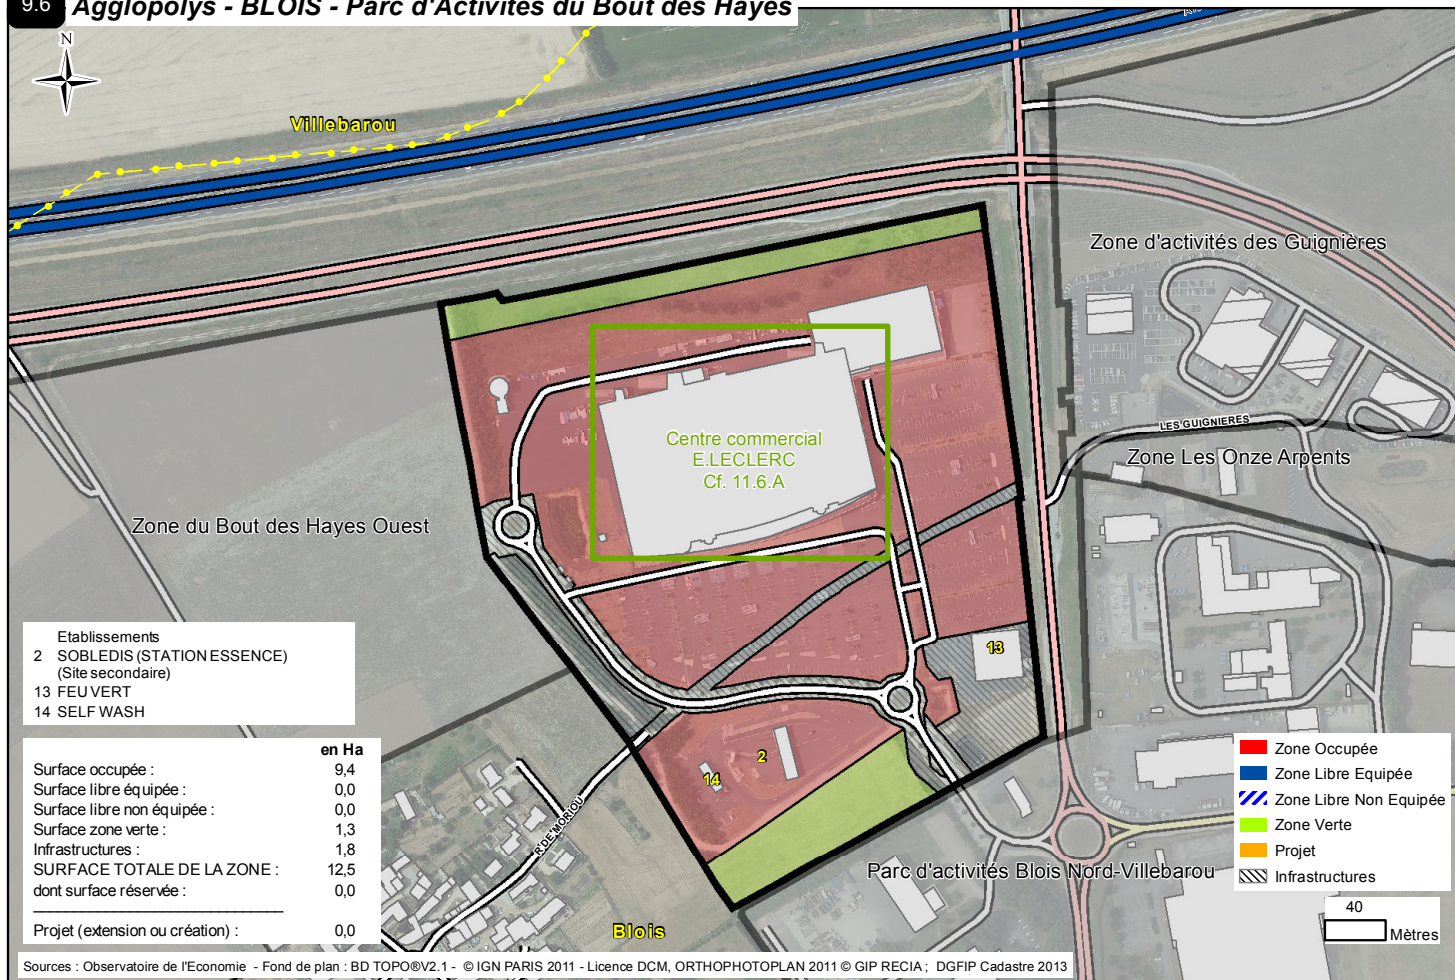 9.6 Agglopolys - BLOIS - Parc d'Activités du Bout des Hayes
N
Villebarou
Zone d'activités des Guignières
LES GUIGNIERES
Zone Les Onze Arpents
Centre commercial
E.LECLERC
Cf. 11.6.A
Zone du Bout des Hayes Ouest
13
2
14
R DE MORIOU
Parc d'activités Blois Nord-Villebarou
Blois
Etablissements
2 SOBLEDIS (STATION ESSENCE)
(Site secondaire)
13 FEU VERT
14 SELF WASH
en Ha
Surface occupée : 9,4
Surface libre équipée : 0,0
Surface libre non équipée : 0,0
Surface zone verte : 1,3
Infrastructures : 1,8
SURFACE TOTALE DE LA ZONE : 12,5
dont surface réservée : 0,0
Projet (extension ou création) : 0,0
Zone Occupée
Zone Libre Equipée
Zone Libre Non Equipée
Zone Verte
Projet
Infrastructures
40
Mètres
Sources : Observatoire de l'Economie - Fond de plan : BD TOPO®V2.1 - © IGN PARIS 2011 - Licence DCM, ORTHOPHOTOPLAN 2011 © GIP RECIA ; DGFIP Cadastre 2013